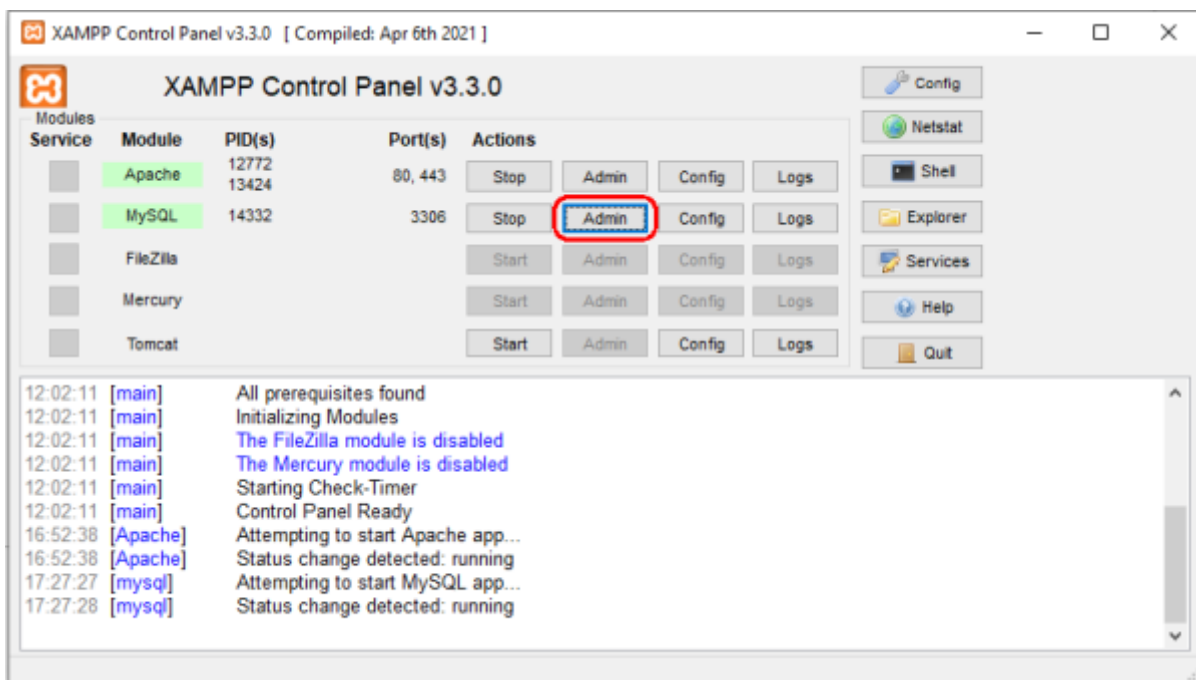 XAMPP Control Panel v3.3.0 [ Compiled: Apr 6th 2021 ]
XAMPP Control Panel v3.3.0
Config
Modules
Service Module PID(s) Port(s) Actions
Netstat
Apache 12772 13424 80, 443 Stop Admin Config Logs
Shell
MySQL 14332 3306 Stop Admin Config Logs
Explorer
FileZilla Start Admin Config Logs
Services
Mercury Start Admin Config Logs
Help
Tomcat Start Admin Config Logs
Quit
12:02:11 [main] All prerequisites found
12:02:11 [main] Initializing Modules
12:02:11 [main] The FileZilla module is disabled
12:02:11 [main] The Mercury module is disabled
12:02:11 [main] Starting Check-Timer
12:02:11 [main] Control Panel Ready
16:52:38 [Apache] Attempting to start Apache app...
16:52:38 [Apache] Status change detected: running
17:27:27 [mysql] Attempting to start MySQL app...
17:27:28 [mysql] Status change detected: running